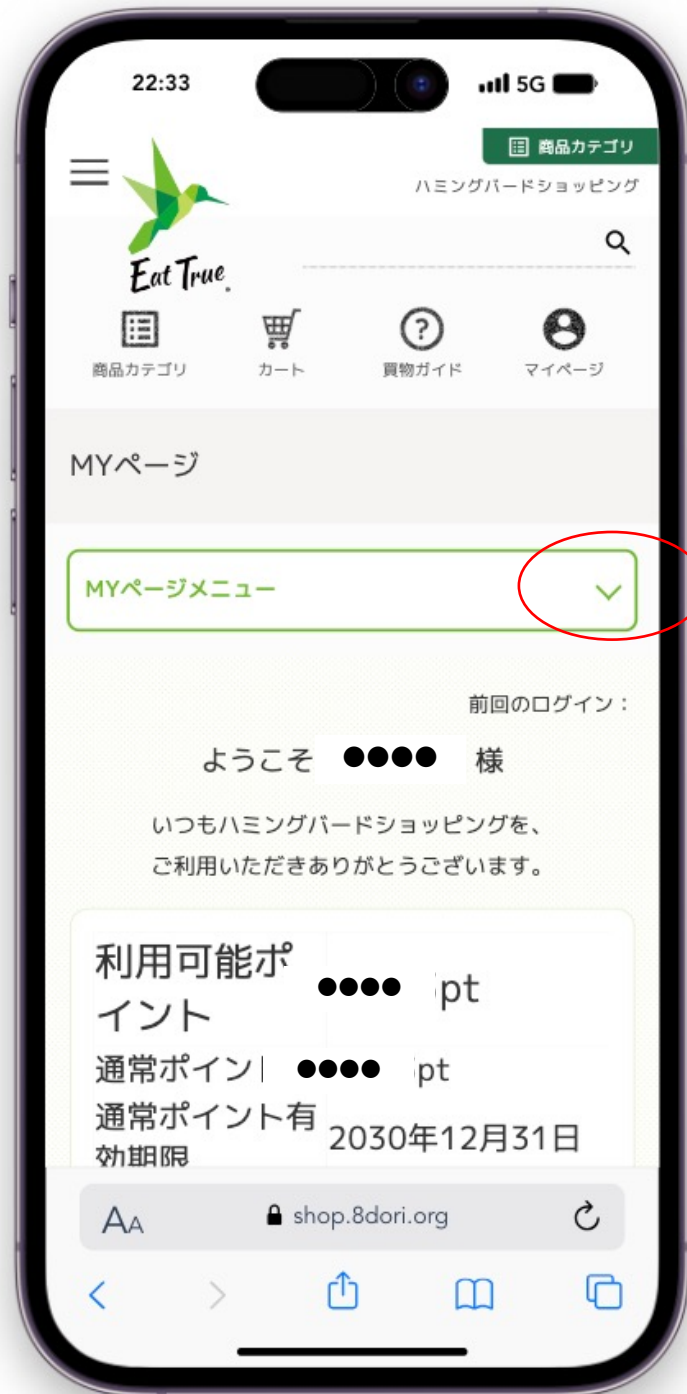 22:33
5G
商品カテゴリ
ハミングバードショッピング
Eat True
商品カテゴリ
カート
買物ガイド
マイページ
MYページ
MYページメニュー
前回のログイン：
ようこそ ●●●● 様
いつもハミングバードショッピングを、
ご利用いただきありがとうございます。
利用可能ポ
イント
●●●● pt
通常ポイン ●●●● pt
通常ポイント有
効期限
2030年12月31日
AA
shop.8dori.org